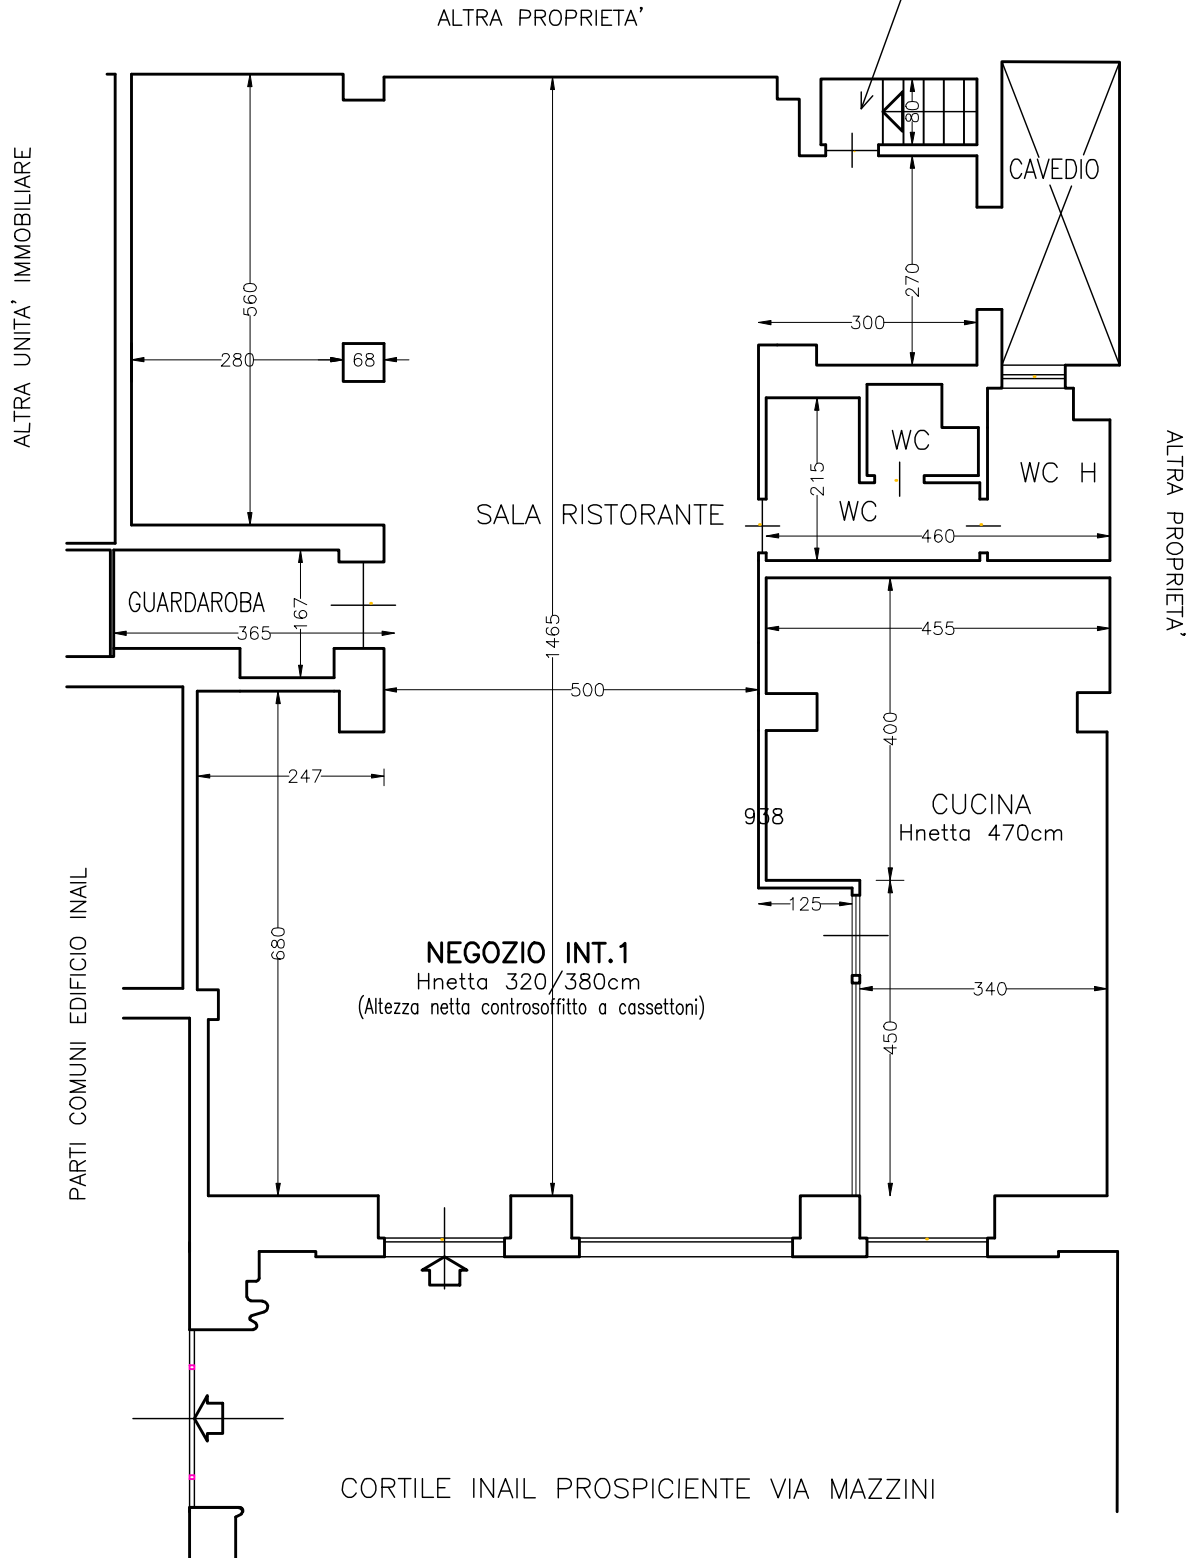 ALTRA PROPRIETA'
80
CAVEDIO
ALTRA UNITA' IMMOBILIARE
560
270
300
280
68
WC
WC H
215
SALA RISTORANTE
WC
460
ALTRA PROPRIETA'
GUARDAROBA
167
365
1465
455
500
400
247
938
CUCINA
Hnetta 470cm
PARTI COMUNI EDIFICIO INAIL
125
680
NEGOZIO INT.1
Hnetta 320/380cm
(Altezza netta controsoffitto a cassettoni)
340
450
CORTILE INAIL PROSPICIENTE VIA MAZZINI